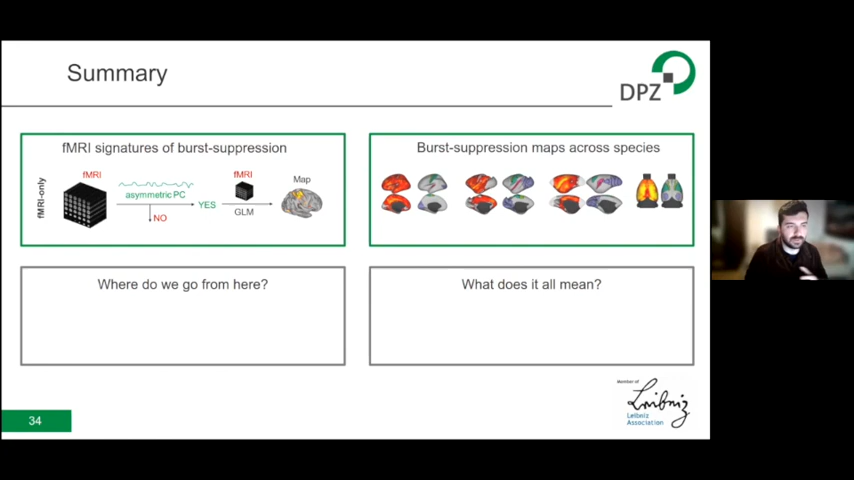 Summary
DPZ
fMRI signatures of burst-suppression
fMRI-only
fMRI
asymmetric PC
NO
YES
fMRI
GLM
Map
Burst-suppression maps across species
Where do we go from here?
What does it all mean?
34
Member of
Leibniz
Leibniz
Association